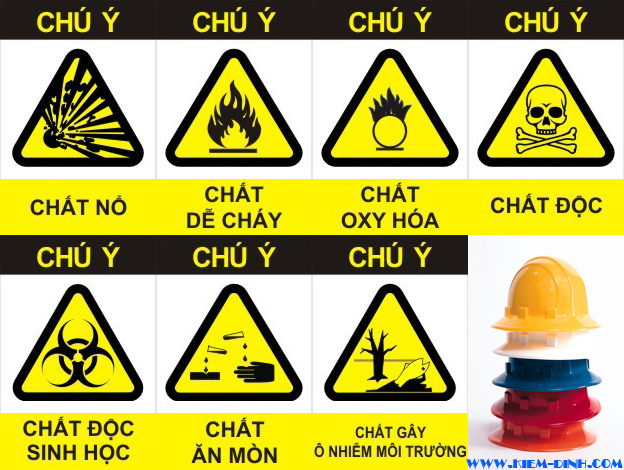 CHÚ Ý
CHÚ Ý
CHÚ Ý
CHÚ Ý
CHẤT NỔ
CHẤT
DỄ CHÁY
CHẤT
OXY HÓA
CHẤT ĐỘC
CHÚ Ý
CHÚ Ý
CHÚ Ý
CHẤT ĐỘC
SINH HỌC
CHẤT
ĂN MÒN
CHẤT GÂY
Ô NHIỄM MÔI TRƯỜNG
WWW.KIEM-DINH.COM